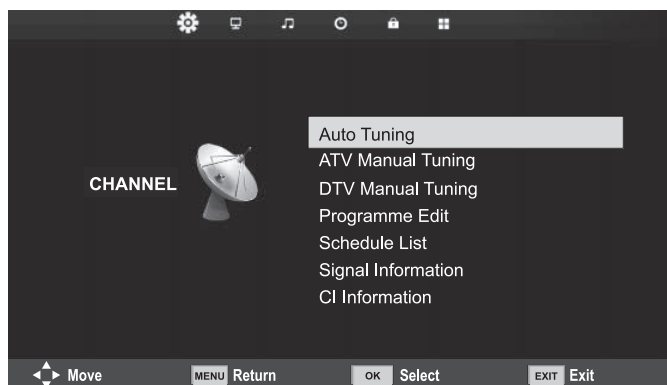 Auto Tuning
ATV Manual Tuning
CHANNEL
DTV Manual Tuning
Programme Edit
Schedule List
Signal Information
CI Information
Move MENU Return OK Select EXIT Exit